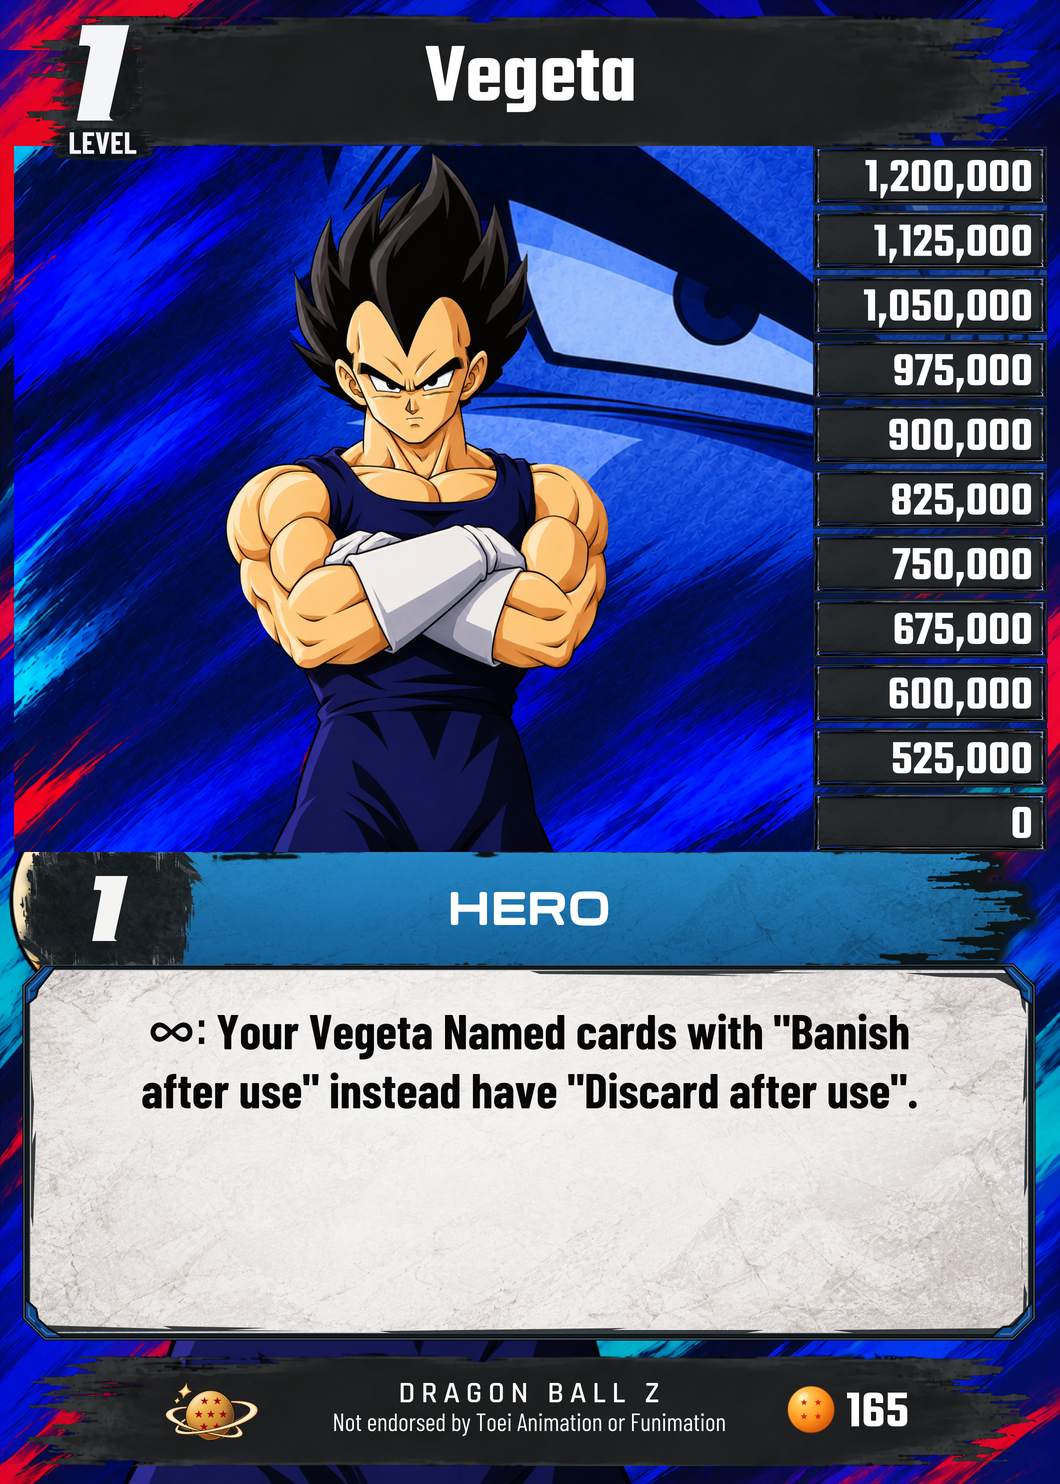 1
LEVEL
Vegeta
1,200,000
1,125,000
1,050,000
975,000
900,000
825,000
750,000
675,000
600,000
525,000
0
1
HERO
∞: Your Vegeta Named cards with "Banish
after use" instead have "Discard after use".
DRAGON BALL Z
Not endorsed by Toei Animation or Funimation
165